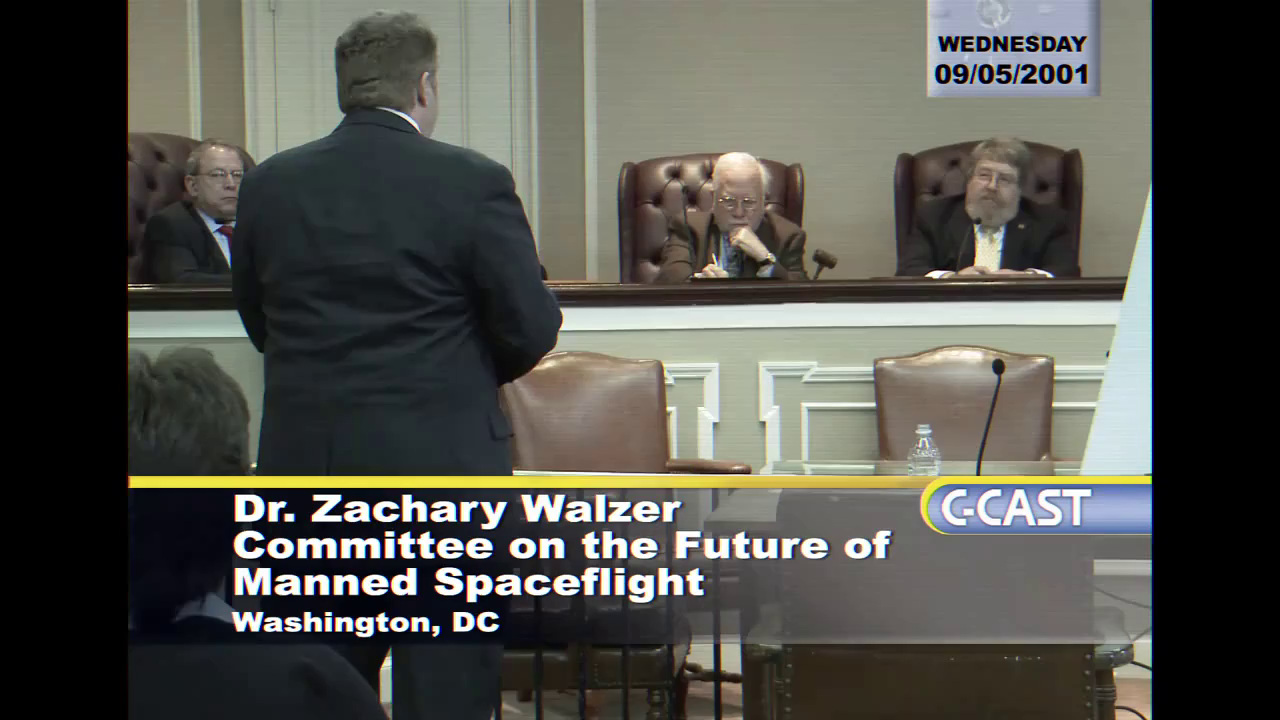 WEDNESDAY
09/05/2001
Dr. Zachary Walzer
C-CAST
Committee on the Future of
Manned Spaceflight
Washington, DC